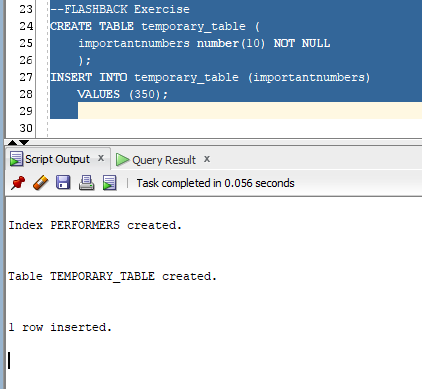 23 --FLASHBACK Exercise
24 CREATE TABLE temporary_table (
25 importantnumbers number(10) NOT NULL
26 );
27 INSERT INTO temporary_table (importantnumbers)
28 VALUES (350);
29
30
Script Output x Query Result x
Task completed in 0.056 seconds
Index PERFORMERS created.
Table TEMPORARY_TABLE created.
1 row inserted.